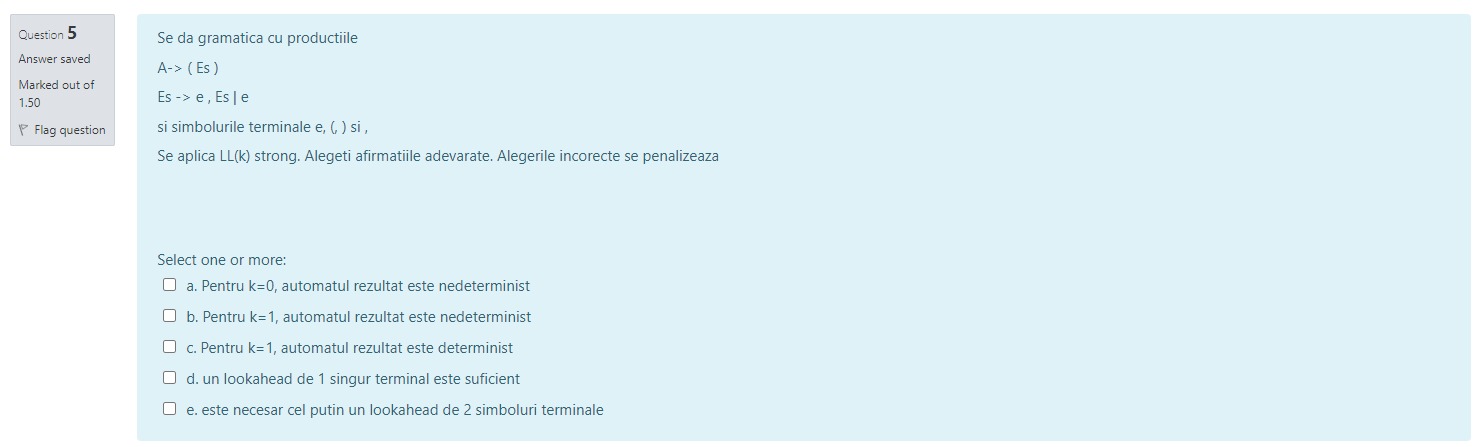 Question 5
Answer saved
Marked out of
1.50
Flag question
Se da gramatica cu productiile
A-> ( Es )
Es -> e , Es | e
si simbolurile terminale e, (, ) si ,
Se aplica LL(k) strong. Alegeti afirmatiile adevarate. Alegerile incorecte se penalizeaza
Select one or more:
a. Pentru k=0, automatul rezultat este nedeterminist
b. Pentru k=1, automatul rezultat este nedeterminist
c. Pentru k=1, automatul rezultat este determinist
d. un lookahead de 1 singur terminal este suficient
e. este necesar cel putin un lookahead de 2 simboluri terminale